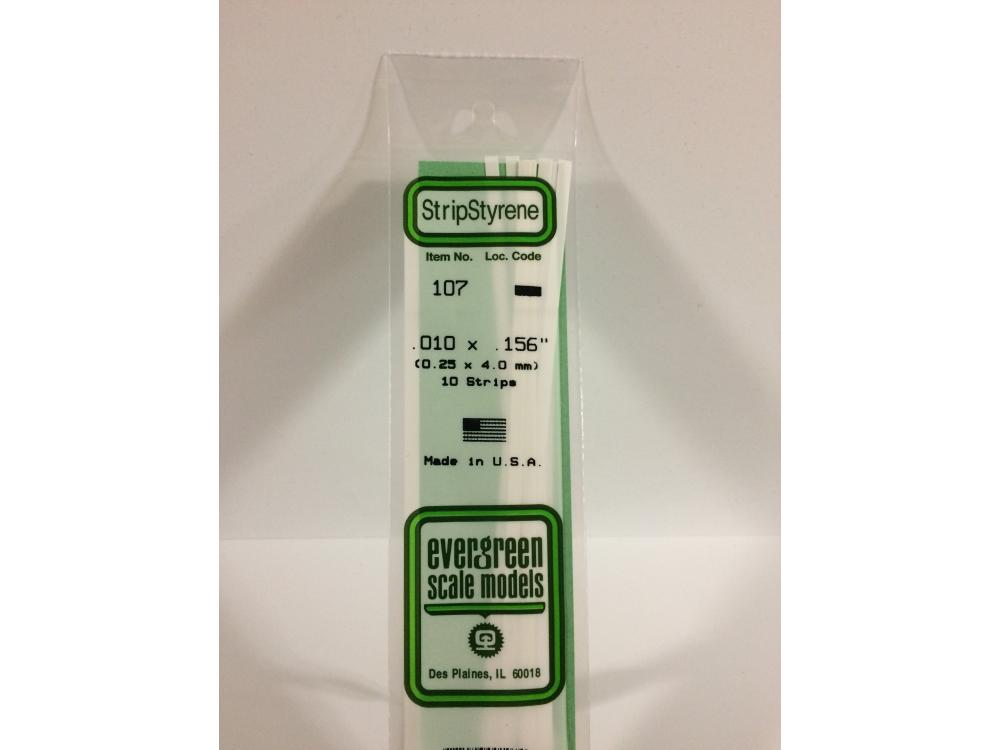 StripStyrene
Item No. Loc. Code
107
.010 x .156"
(0.25 x 4.0 mm)
10 Strips
Made in U.S.A.
evergreen
scale models
Des Plaines, IL 60018